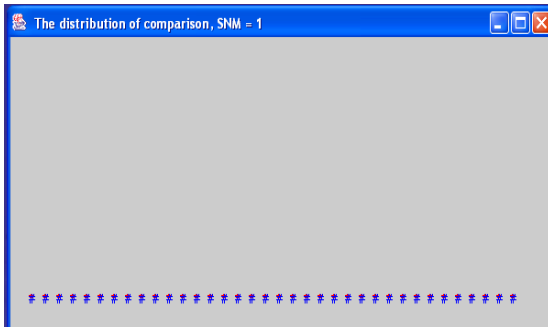 The distribution of comparison, SNM = 1
# # # # # # # # # # # # # # # # # # # # # # # # # # # # # # # # # # # #